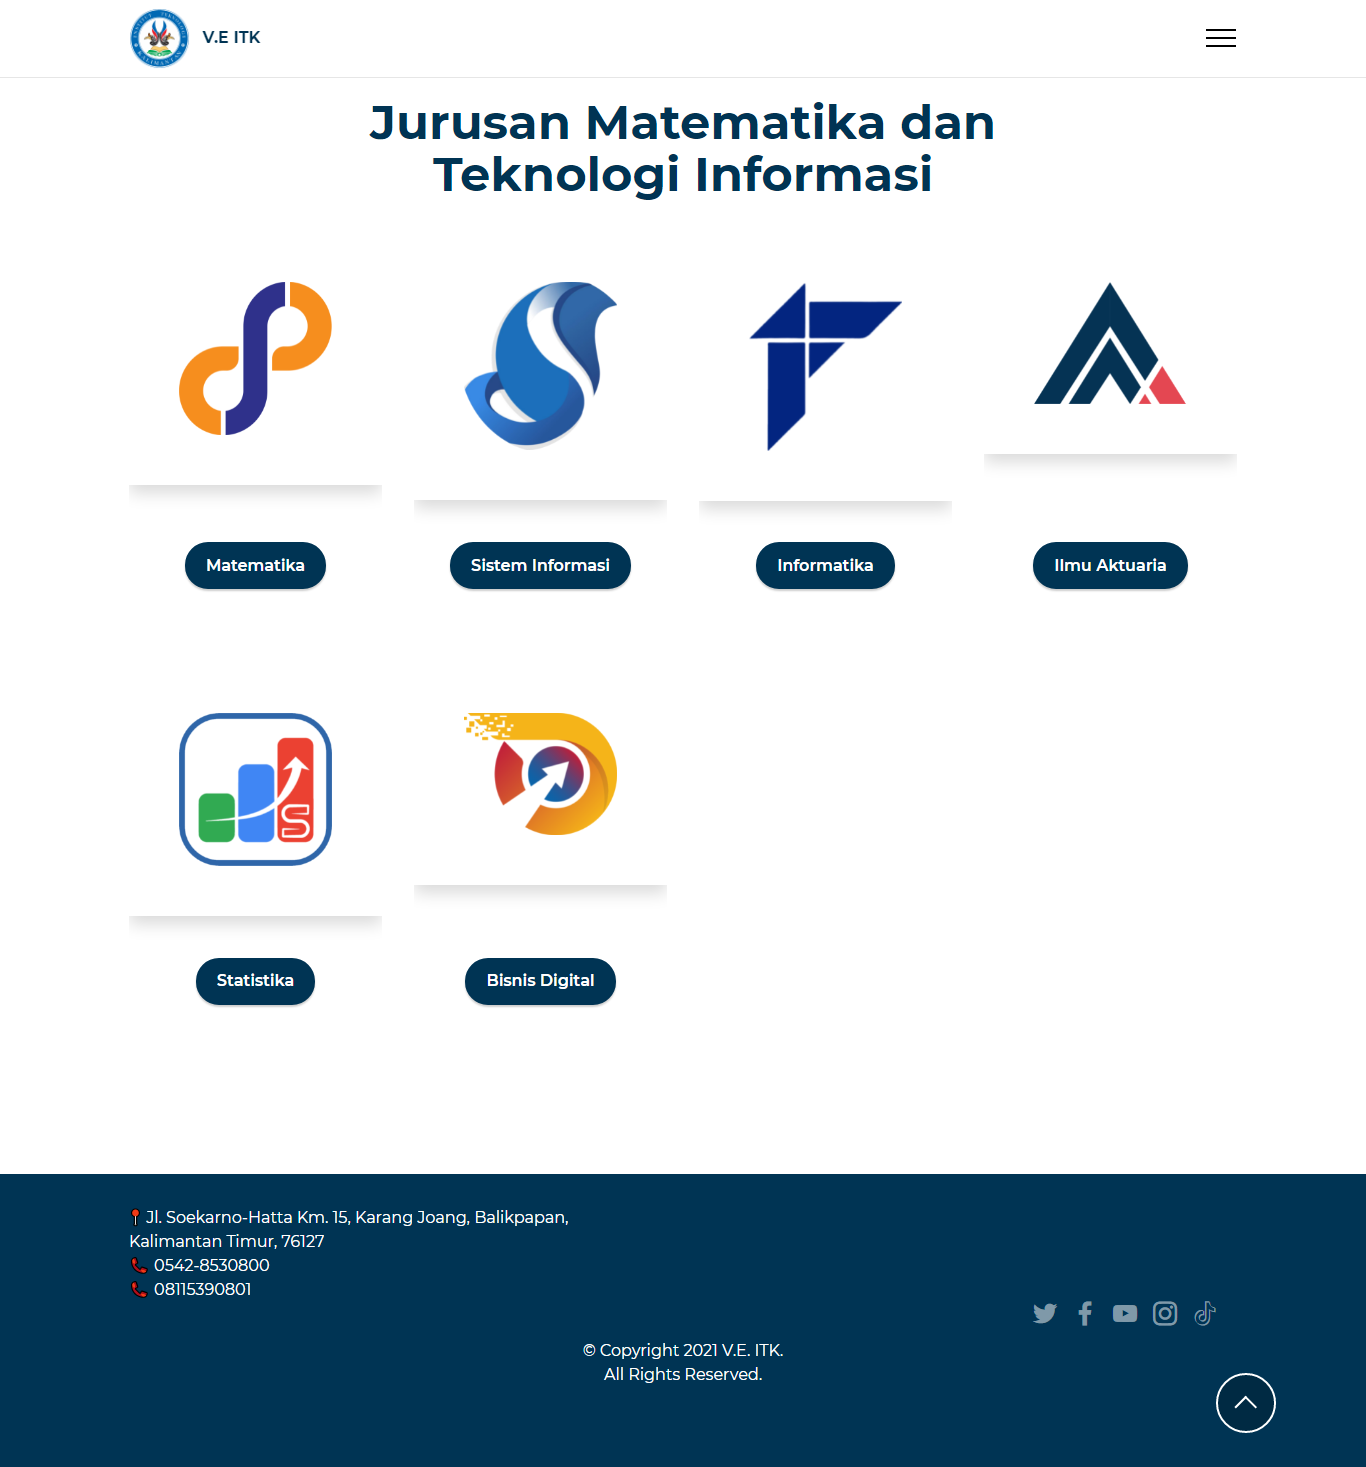 V.E ITK
Jurusan Matematika dan
Teknologi Informasi
Matematika
Sistem Informasi
Informatika
Ilmu Aktuaria
S
Statistika
Bisnis Digital
Jl. Soekarno-Hatta Km. 15, Karang Joang, Balikpapan,
Kalimantan Timur, 76127
0542-8530800
08115390801
© Copyright 2021 V.E. ITK.
All Rights Reserved.